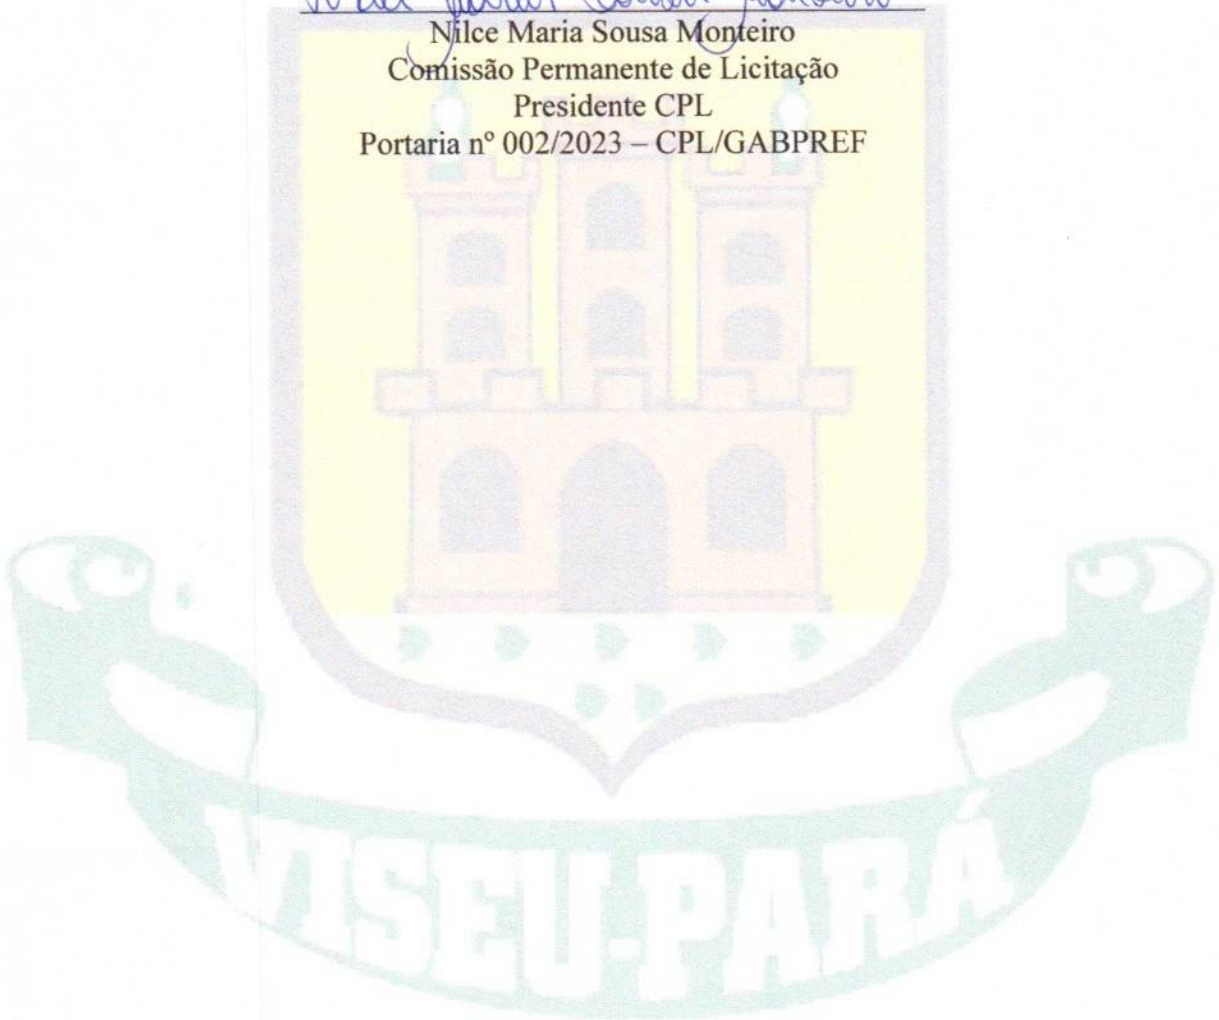 Nilce Maria Sousa Monteiro
Comissão Permanente de Licitação
Presidente CPL
Portaria nº 002/2023 – CPL/GABPREF
VISEU-PARÁ